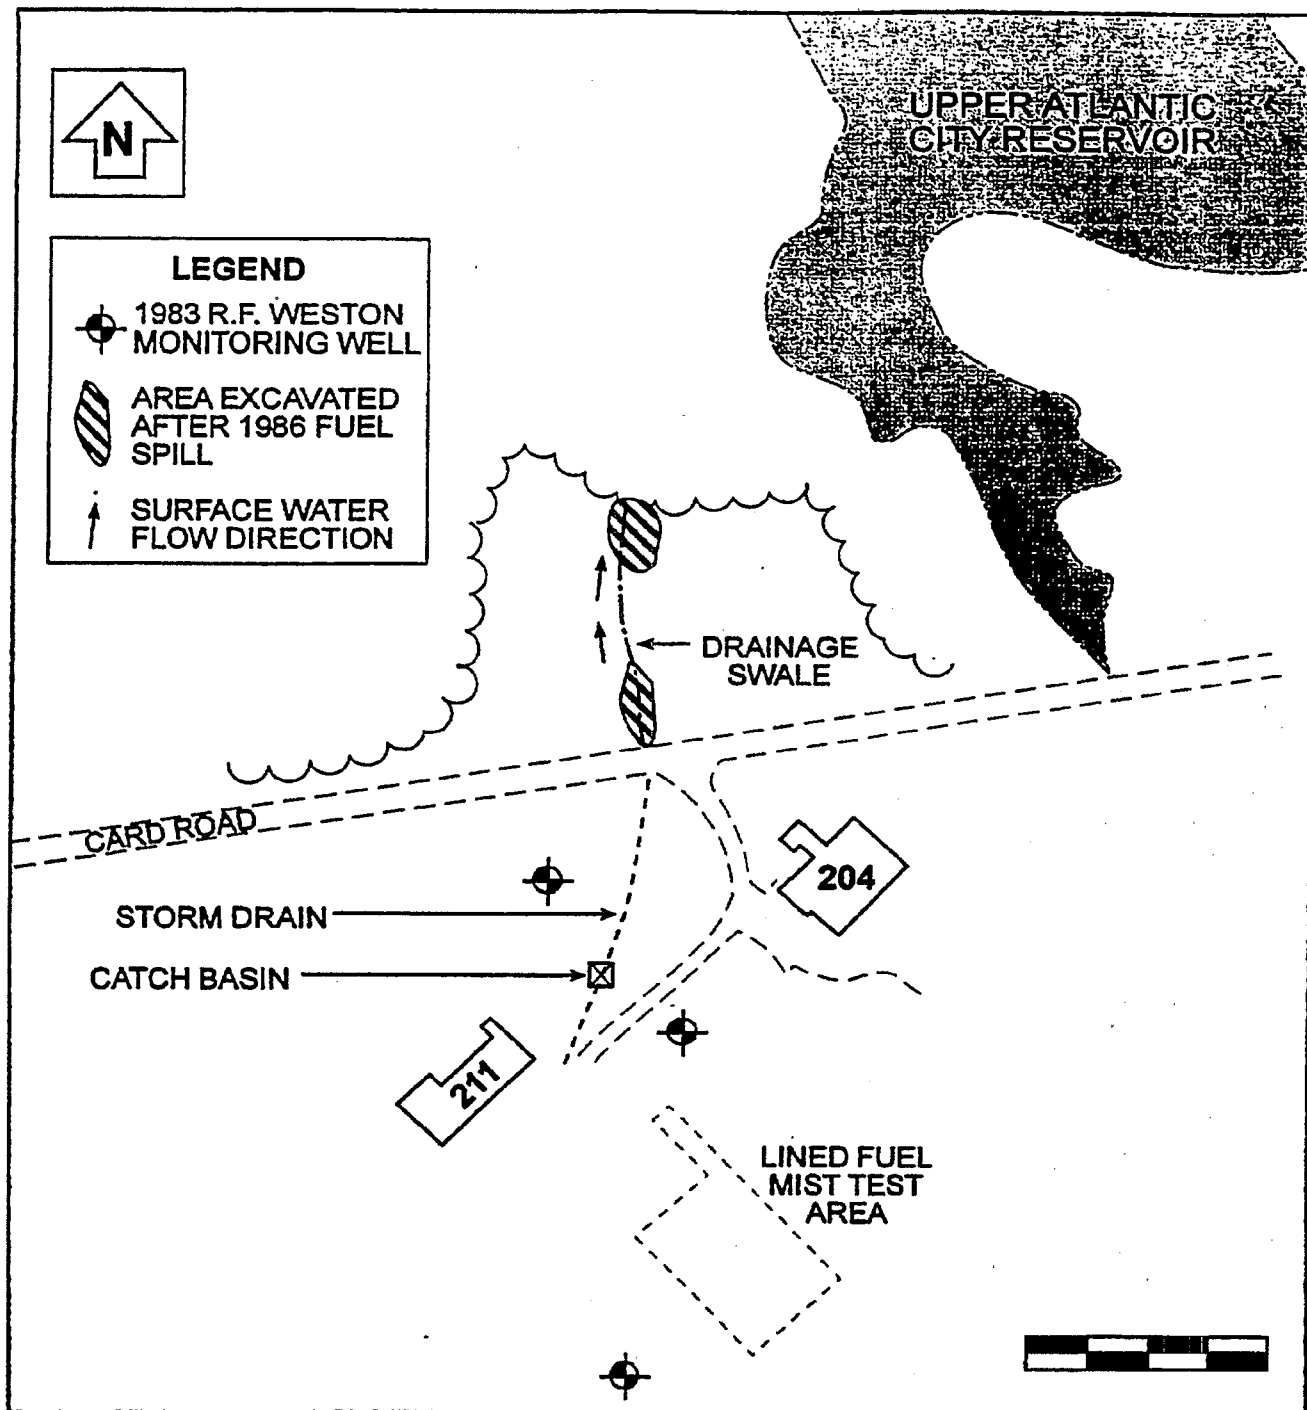 UPPER ATLANTIC
CITY RESERVOIR
N
LEGEND
1983 R.F. WESTON
MONITORING WELL
AREA EXCAVATED
AFTER 1986 FUEL
SPILL
SURFACE WATER
FLOW DIRECTION
DRAINAGE
SWALE
CARD ROAD
204
STORM DRAIN
CATCH BASIN
211
LINED FUEL
MIST TEST
AREA